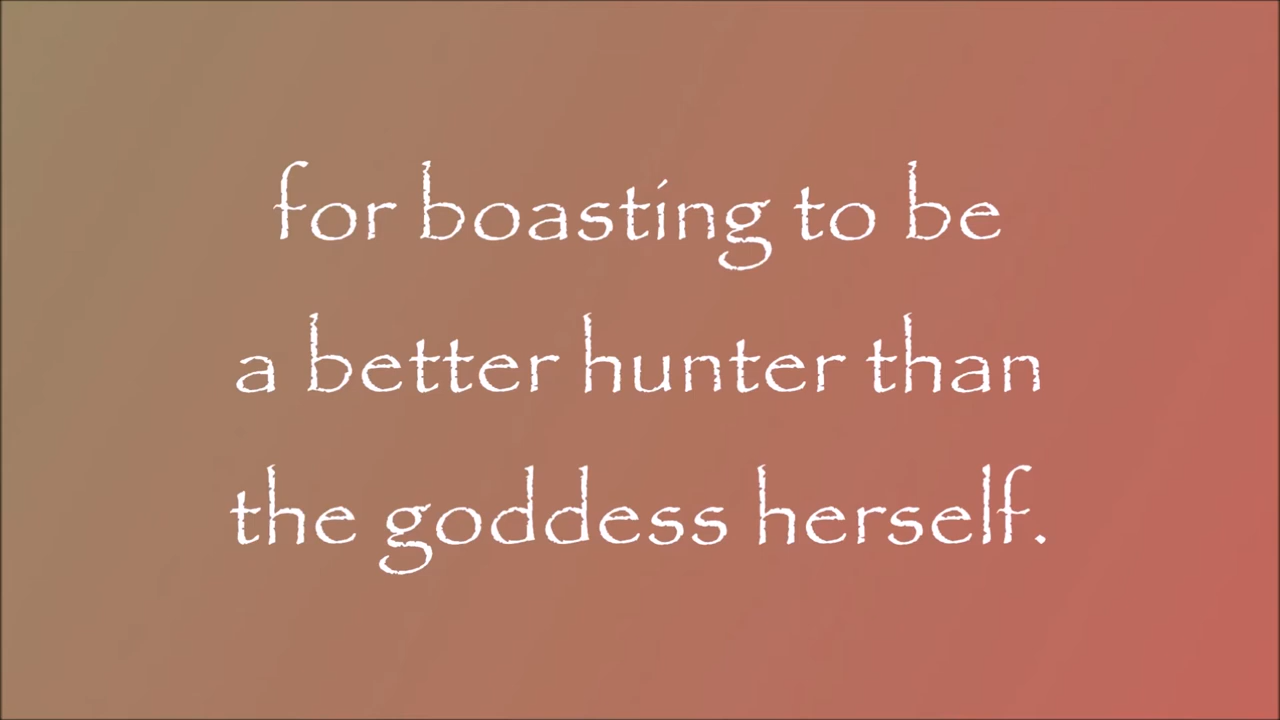 for boasting to be
a better hunter than
the goddess herself.